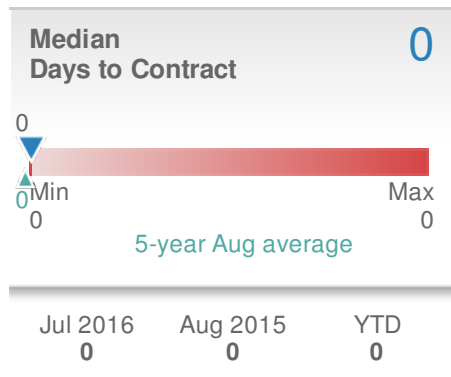 Median
Days to Contract
0
0
0
Min
Max
0
0
5-year Aug average
Jul 2016
Aug 2015
YTD
0
0
0